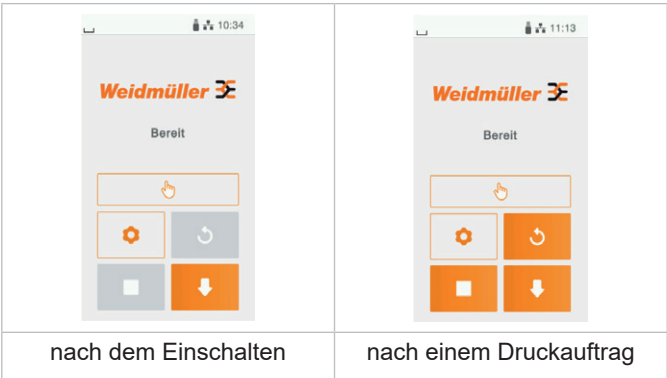 10:34
Weidmüller
Bereit
nach dem Einschalten
11:13
Weidmüller
Bereit
nach einem Druckauftrag